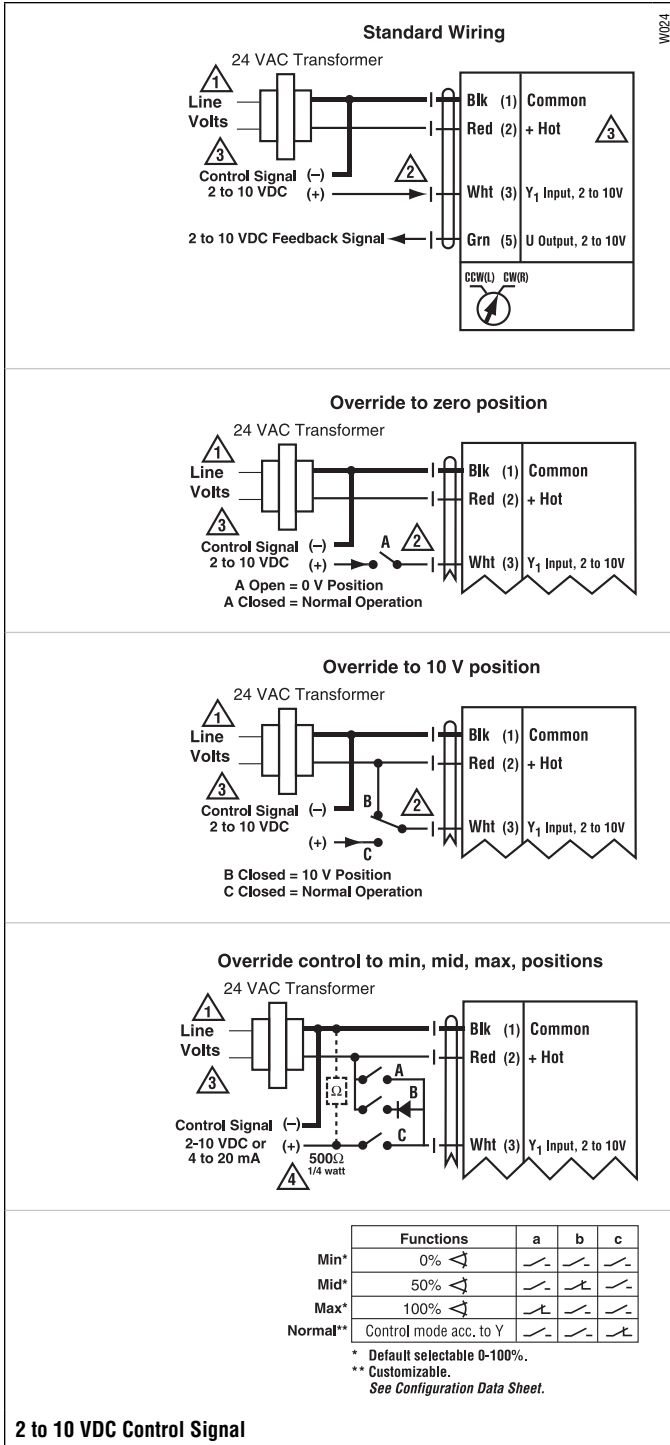 W024
Standard Wiring
24 VAC Transformer
1
Line
Volts
3
Control Signal (–)
2 to 10 VDC (+)
2
2 to 10 VDC Feedback Signal
Blk (1) Common
Red (2) + Hot
3
Wht (3) Y1 Input, 2 to 10V
Grn (5) U Output, 2 to 10V
CCW(L) CW(R)
Override to zero position
24 VAC Transformer
1
Line
Volts
3
Control Signal (–)
2 to 10 VDC (+)
A
2
A Open = 0 V Position
A Closed = Normal Operation
Blk (1) Common
Red (2) + Hot
Wht (3) Y1 Input, 2 to 10V
Override to 10 V position
24 VAC Transformer
1
Line
Volts
3
Control Signal (–)
2 to 10 VDC
(+)
B
2
C
B Closed = 10 V Position
C Closed = Normal Operation
Blk (1) Common
Red (2) + Hot
Wht (3) Y1 Input, 2 to 10V
Override control to min, mid, max, positions
24 VAC Transformer
1
Line
Volts
3
Ω
A
B
C
Control Signal (–)
2-10 VDC or (+)
4 to 20 mA
4
500Ω
1/4 watt
Blk (1) Common
Red (2) + Hot
Wht (3) Y1 Input, 2 to 10V
Functions a b c
Min* 0%
Mid* 50%
Max* 100%
Normal** Control mode acc. to Y
* Default selectable 0-100%.
** Customizable.
See Configuration Data Sheet.
2 to 10 VDC Control Signal